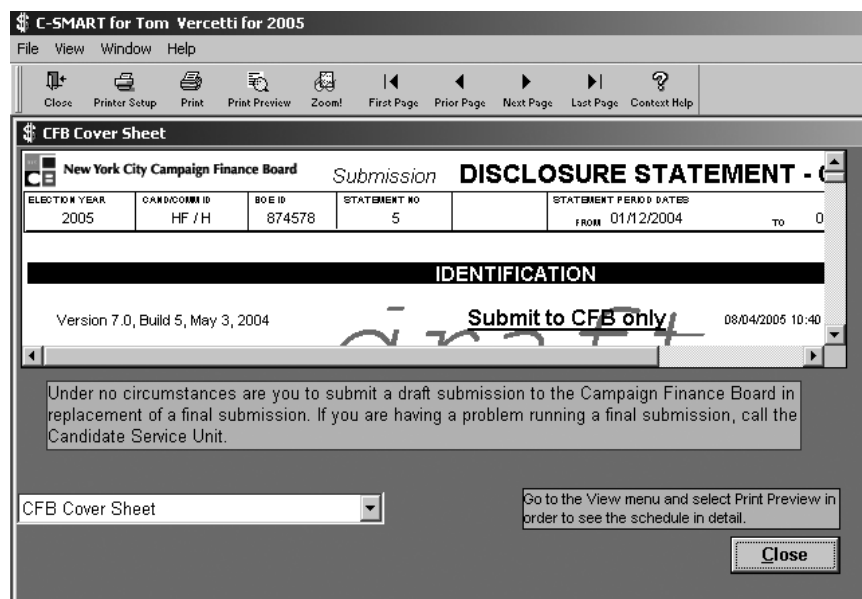 C-SMART for Tom Vercetti for 2005
File View Window Help
Close Printer Setup Print Print Preview Zoom! First Page Prior Page Next Page Last Page Context Help
CFB Cover Sheet
New York City Campaign Finance Board Submission DISCLOSURE STATEMENT -
ELECTION YEAR CAND/COMM ID BOE ID STATEMENT NO STATEMENT PERIOD DATES
2005 HF / H 874578 5 FROM 01/12/2004 TO 0
IDENTIFICATION
Version 7.0, Build 5, May 3, 2004 Submit to CFB only 08/04/2005 10:40
Under no circumstances are you to submit a draft submission to the Campaign Finance Board in
replacement of a final submission. If you are having a problem running a final submission, call the
Candidate Service Unit.
CFB Cover Sheet
Go to the View menu and select Print Preview in
order to see the schedule in detail.
Close